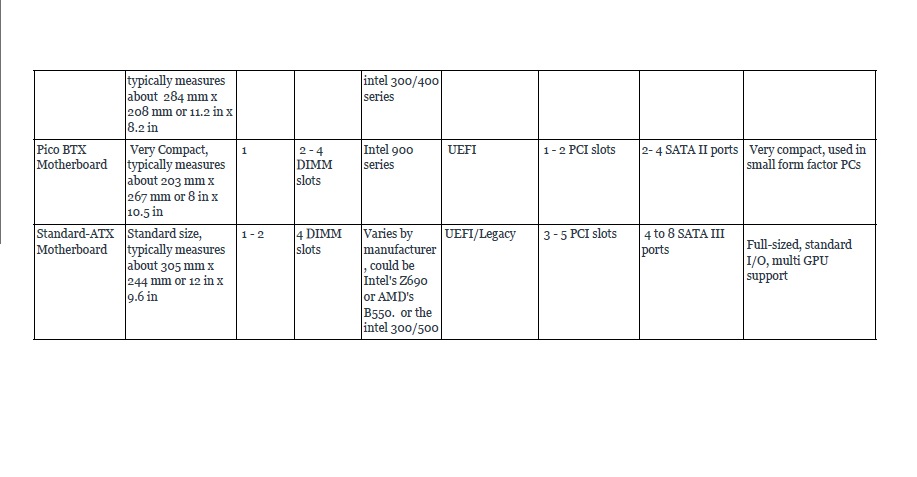 typically measures
about 284 mm x
208 mm or 11.2 in x
8.2 in
intel 300/400
series
Pico BTX
Motherboard
Very Compact,
typically measures
about 203 mm x
267 mm or 8 in x
10.5 in
1
2 - 4
DIMM
slots
Intel 900
series
UEFI
1 - 2 PCI slots
2- 4 SATA II ports
Very compact, used in
small form factor PCs
Standard-ATX
Motherboard
Standard size,
typically measures
about 305 mm x
244 mm or 12 in x
9.6 in
1 - 2
4 DIMM
slots
Varies by
manufacturer
, could be
Intel's Z690
or AMD's
B550. or the
intel 300/500
UEFI/Legacy
3 - 5 PCI slots
4 to 8 SATA III
ports
Full-sized, standard
I/O, multi GPU
support